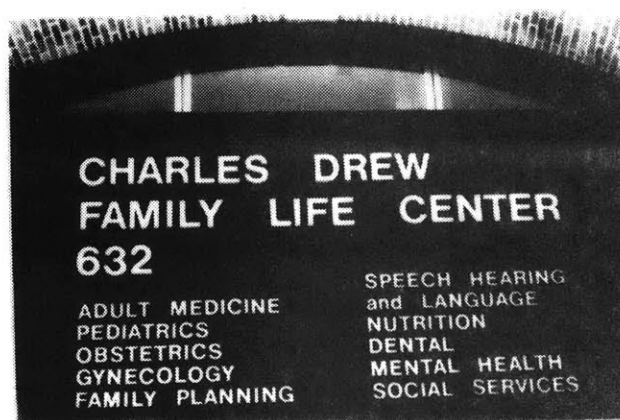 CHARLES DREW
FAMILY LIFE CENTER
632
ADULT MEDICINE
PEDIATRICS
OBSTETRICS
GYNECOLOGY
FAMILY PLANNING
SPEECH HEARING
and LANGUAGE
NUTRITION
DENTAL
MENTAL HEALTH
SOCIAL SERVICES